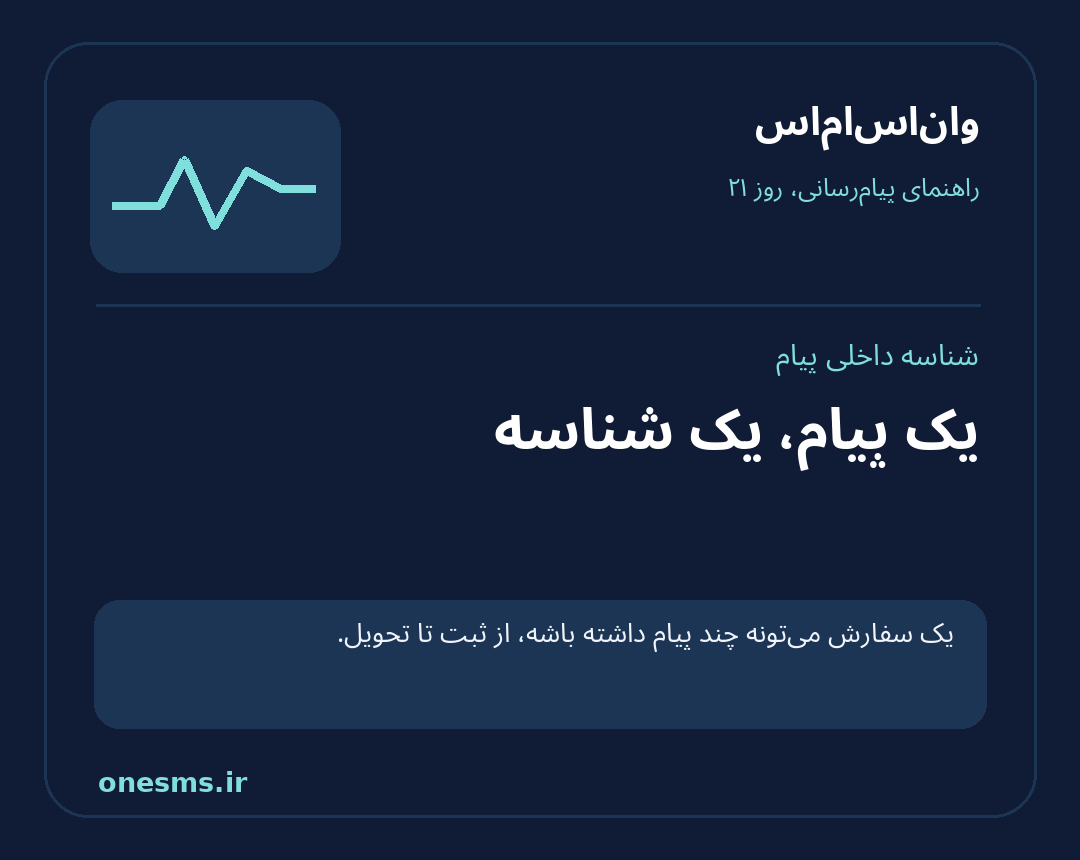 وان‌اس‌ام‌اس
راهنمای پیام‌رسانی، روز ۲۱
شناسه داخلی پیام
یک پیام، یک شناسه
یک سفارش می‌تونه چند پیام داشته باشه، از ثبت تا تحویل.
onesms.ir